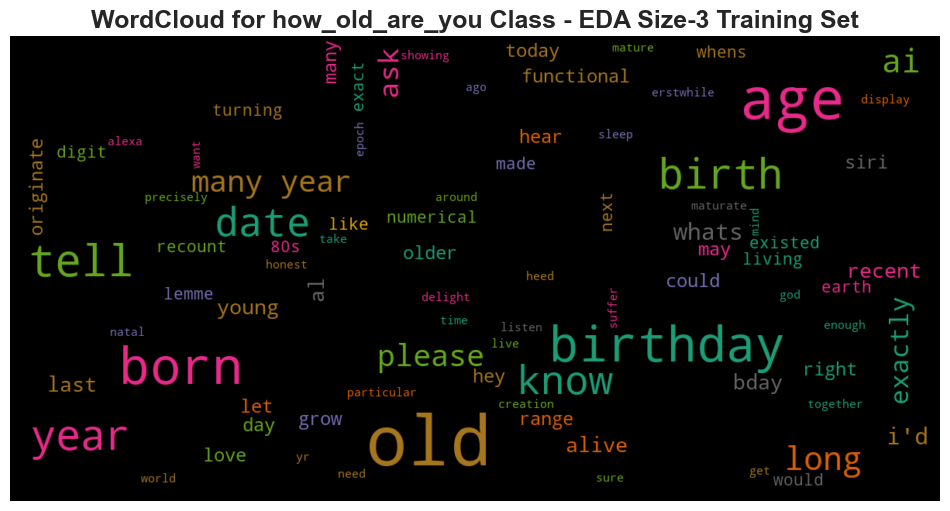 WordCloud for how_old_are_you Class - EDA Size-3 Training Set
many
showing
today
mature
whens
ai
ask
exact
functional
ago
erstwhile
age
display
turning
epoch
hear
sleep
originate
digit
alexa
want
made
birth
siri
many year
precisely
around
next
maturate
mind
date
like
numerical
whats
tell
recount
80s
take
older
may
existed
living
honest
al
heed
could
recent
lemme
young
delight
suffer
god
earth
natal
time
listen
birthday
enough
exactly
born
please
live
know
right
last
hey
bday
particular
creation
together
let
day
grow
range
year
old
alive
i'd
love
yr
long
world
need
sure
get
would